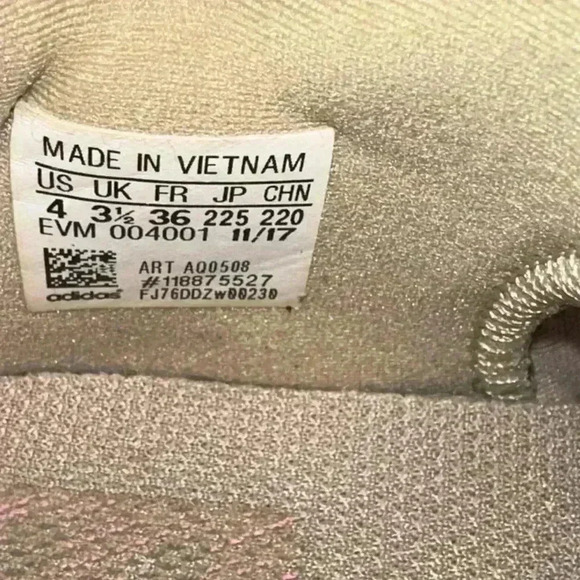 MADE IN VIETNAM
US UK FR JP CHN
4 3½ 36 225 220
EVM 004001 11/17
ART AQ0508
#118875527
adidas FJ76DDZW00230